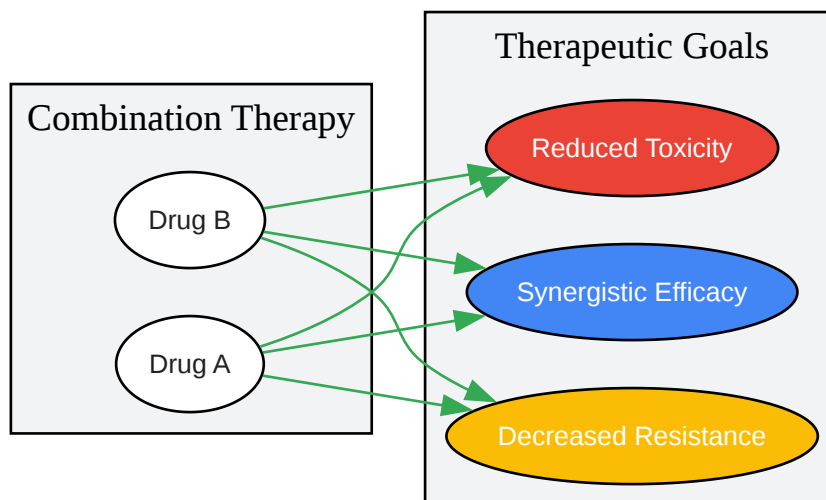 Combination Therapy
Drug B
Drug A
Therapeutic Goals
Reduced Toxicity
Synergistic Efficacy
Decreased Resistance